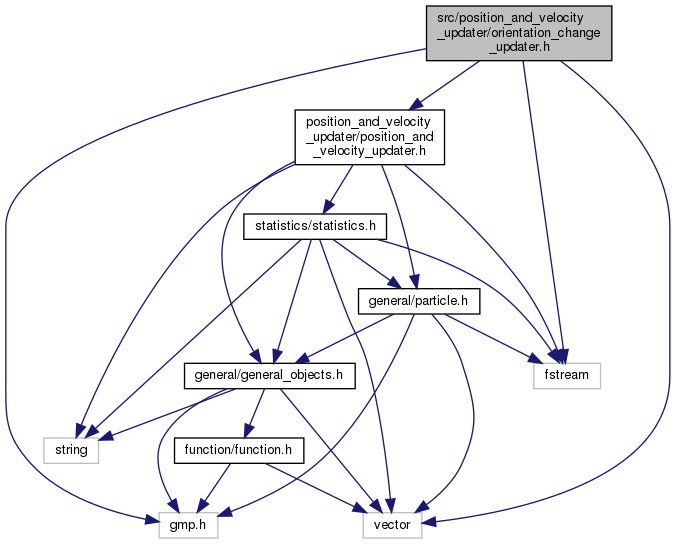 src/position_and_velocity
_updater/orientation_change
_updater.h
position_and_velocity
_updater/position_and
_velocity_updater.h
statistics/statistics.h
general/particle.h
general/general_objects.h
fstream
string
function/function.h
gmp.h
vector